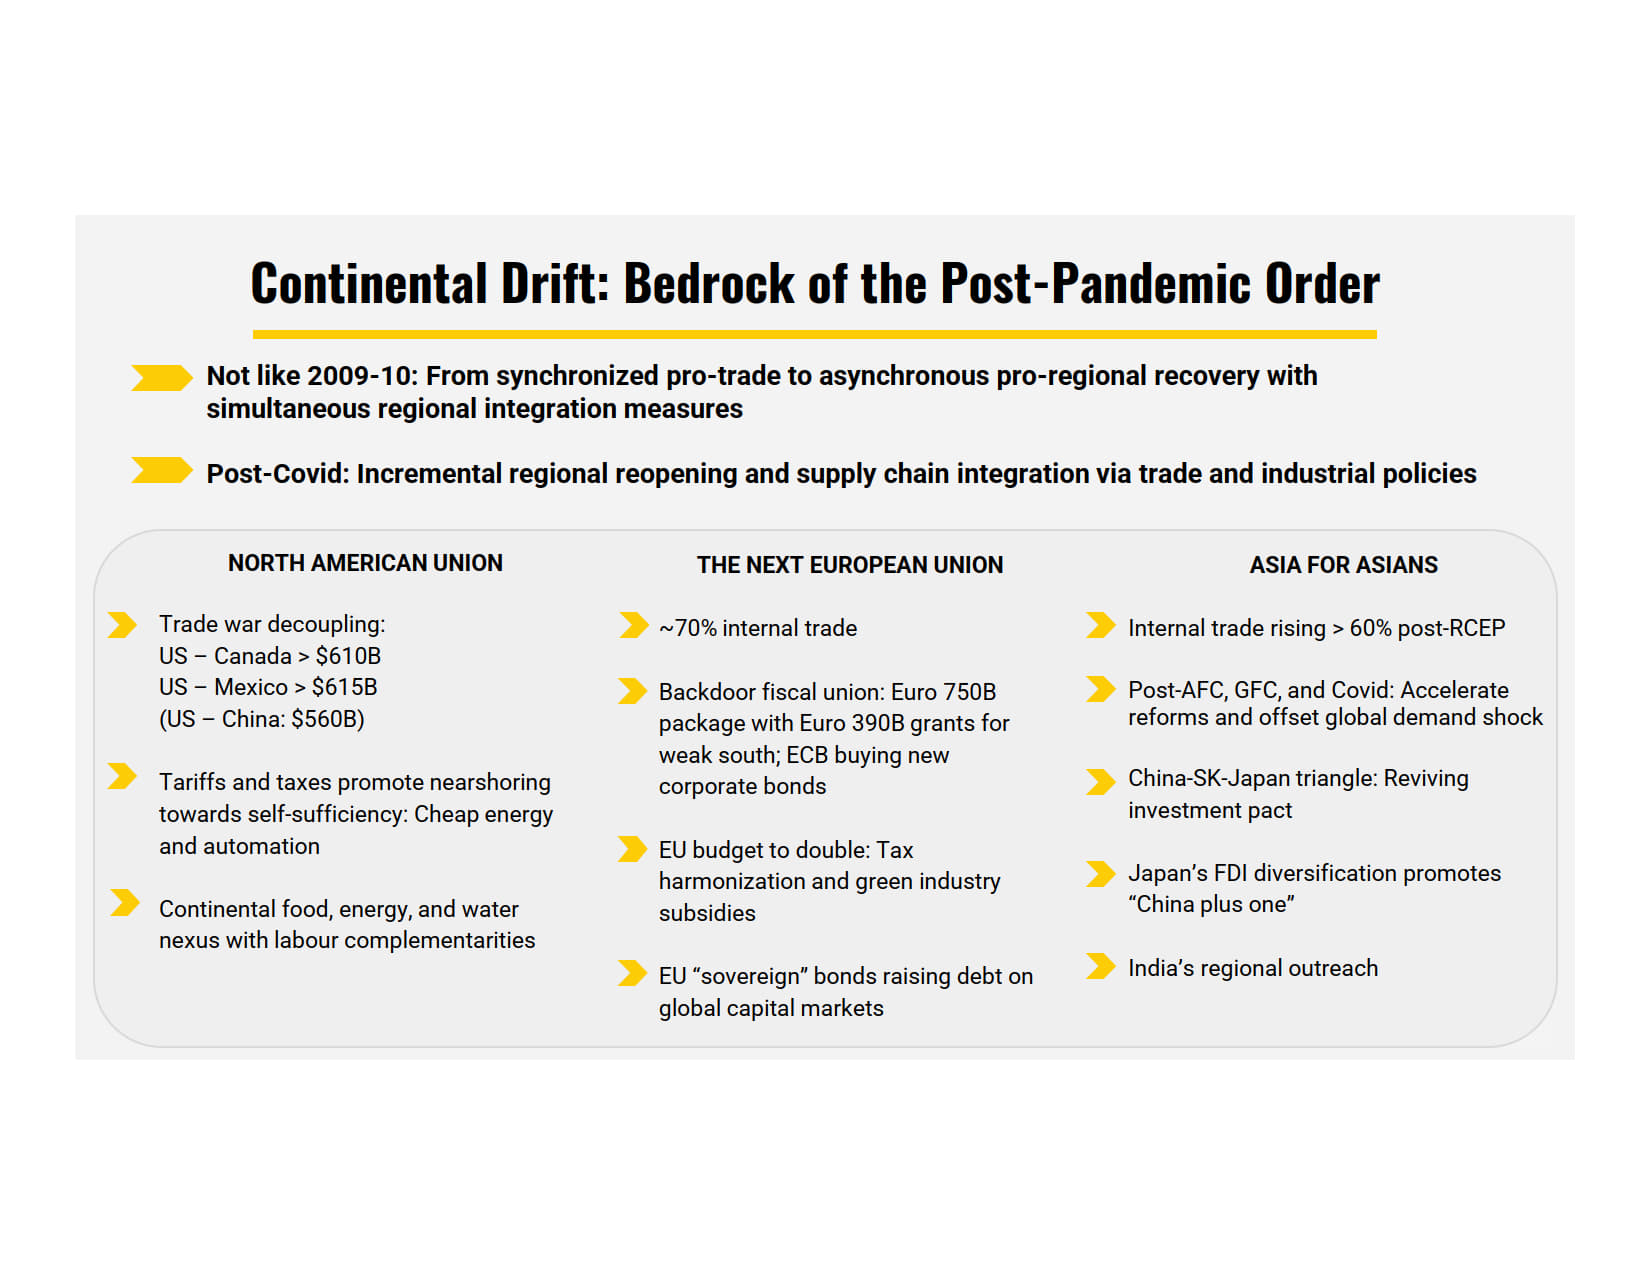 Continental Drift: Bedrock of the Post-Pandemic Order
Not like 2009-10: From synchronized pro-trade to asynchronous pro-regional recovery with
simultaneous regional integration measures
Post-Covid: Incremental regional reopening and supply chain integration via trade and industrial policies
NORTH AMERICAN UNION
Trade war decoupling:
US – Canada > $610B
US – Mexico > $615B
(US – China: $560B)
Tariffs and taxes promote nearshoring
towards self-sufficiency: Cheap energy
and automation
Continental food, energy, and water
nexus with labour complementarities
THE NEXT EUROPEAN UNION
~70% internal trade
Backdoor fiscal union: Euro 750B
package with Euro 390B grants for
weak south; ECB buying new
corporate bonds
EU budget to double: Tax
harmonization and green industry
subsidies
EU “sovereign” bonds raising debt on
global capital markets
ASIA FOR ASIANS
Internal trade rising > 60% post-RCEP
Post-AFC, GFC, and Covid: Accelerate
reforms and offset global demand shock
China-SK-Japan triangle: Reviving
investment pact
Japan’s FDI diversification promotes
“China plus one”
India’s regional outreach